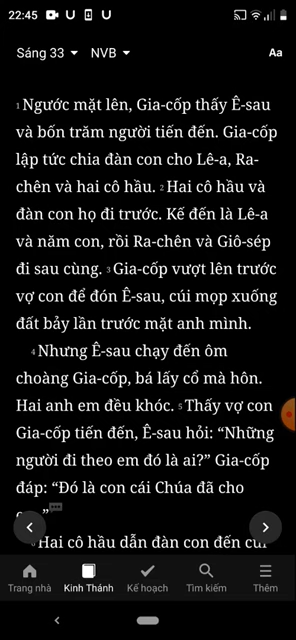 22:45
Sáng 33 NVB Aa
1 Ngước mặt lên, Gia-cốp thấy Ê-sau
và bốn trăm người tiến đến. Gia-cốp
lập tức chia đàn con cho Lê-a, Ra-
chên và hai cô hầu. 2 Hai cô hầu và
đàn con họ đi trước. Kế đến là Lê-a
và năm con, rồi Ra-chên và Giô-sép
đi sau cùng. 3 Gia-cốp vượt lên trước
vợ con để đón Ê-sau, cúi mọp xuống
đất bảy lần trước mặt anh mình.
4 Nhưng Ê-sau chạy đến ôm
choàng Gia-cốp, bá lấy cổ mà hôn.
Hai anh em đều khóc. 5 Thấy vợ con
Gia-cốp tiến đến, Ê-sau hỏi: “Những
người đi theo em đó là ai?” Gia-cốp
đáp: “Đó là con cái Chúa đã cho
”
Hai cô hầu dẫn đàn con đến cúi
Trang nhà Kinh Thánh Kế hoạch Tìm kiếm Thêm